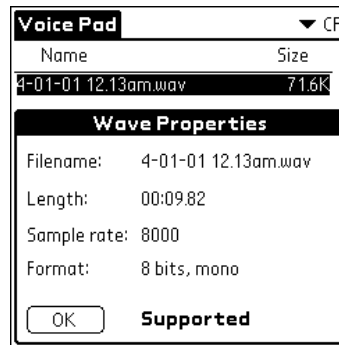 Voice Pad CF
Name Size
4-01-01 12.13am.wav 71.6K
Wave Properties
Filename: 4-01-01 12.13am.wav
Length: 00:09.82
Sample rate: 8000
Format: 8 bits, mono
OK Supported